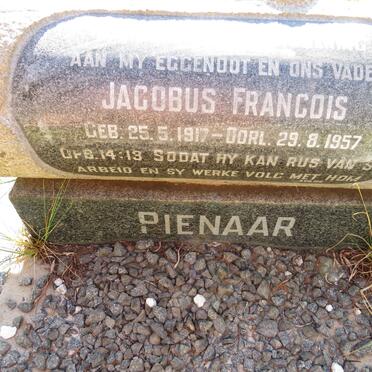 AAN MY EGGENOOT EN ONS VADE
JACOBUS FRANCOIS
GEB. 25.5.1917 - OORL. 29.8.1957
OPB. 14:13 SODAT HY KAN RUS VAN S
ARBEID EN SY WERKE VOLG MET HOM
PIENAAR